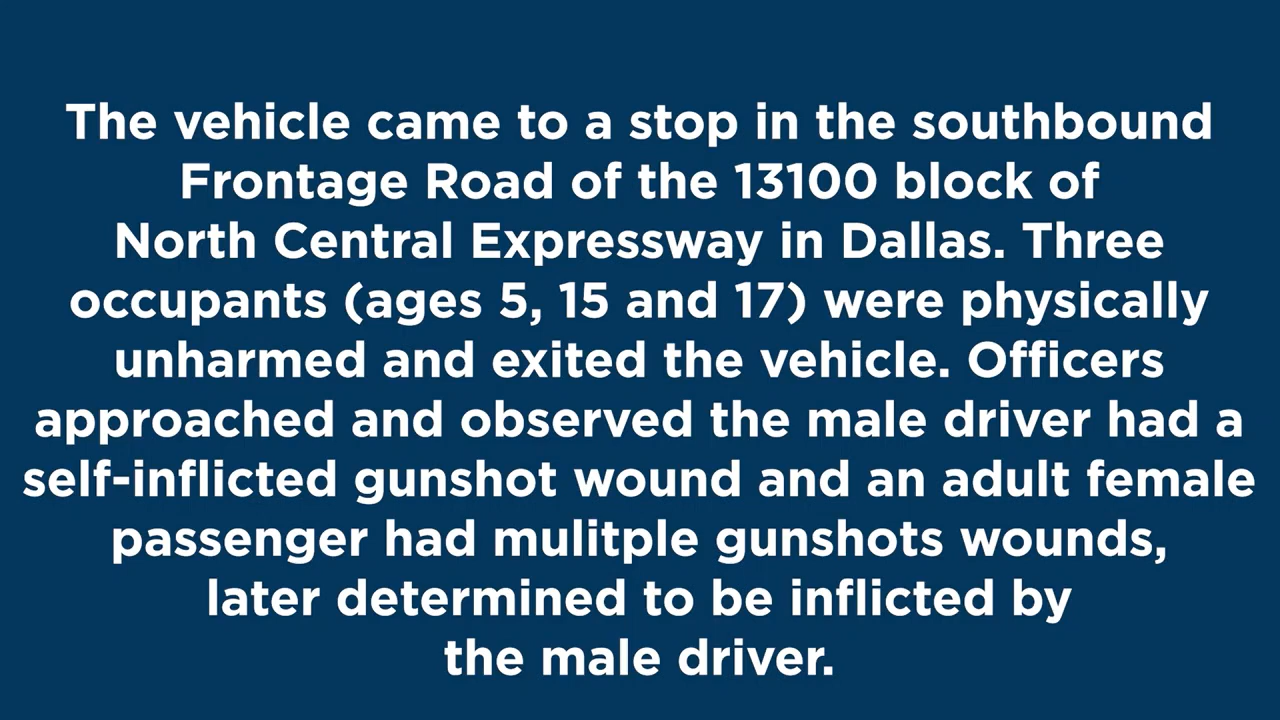 The vehicle came to a stop in the southbound
Frontage Road of the 13100 block of
North Central Expressway in Dallas. Three
occupants (ages 5, 15 and 17) were physically
unharmed and exited the vehicle. Officers
approached and observed the male driver had a
self-inflicted gunshot wound and an adult female
passenger had mulitple gunshots wounds,
later determined to be inflicted by
the male driver.